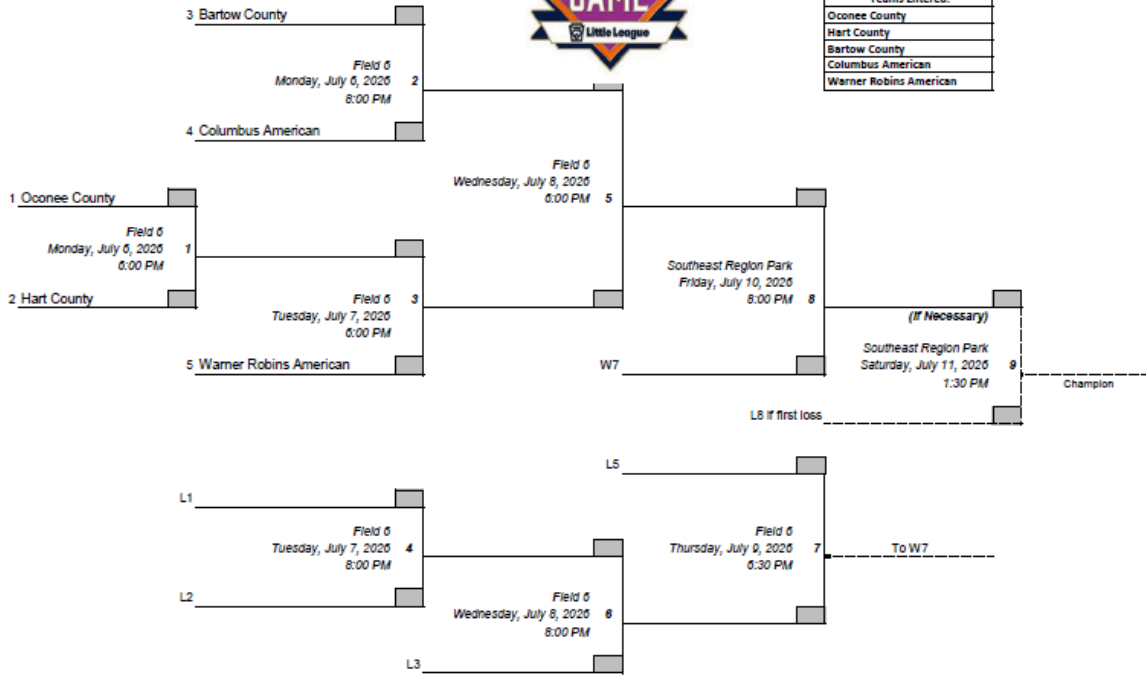 GAME
Little League
Teams Entered:
Oconee County
Hart County
Bartow County
Columbus American
Warner Robins American
3 Bartow County
Field 6
Monday, July 6, 2026 2
8:00 PM
4 Columbus American
Field 6
Wednesday, July 8, 2026
6:00 PM 5
1 Oconee County
Field 6
Monday, July 6, 2026 1
6:00 PM
2 Hart County
Field 6 3
Tuesday, July 7, 2026
6:00 PM
5 Warner Robins American
Southeast Region Park
Friday, July 10, 2026
8:00 PM 8
W7
(If Necessary)
Southeast Region Park
Saturday, July 11, 2026 9
1:30 PM
Champion
L8 if first loss
L5
L1
Field 6
Tuesday, July 7, 2026 4
8:00 PM
L2
Field 6
Thursday, July 9, 2026 7
6:30 PM
To W7
Field 6
Wednesday, July 8, 2026 6
8:00 PM
L3